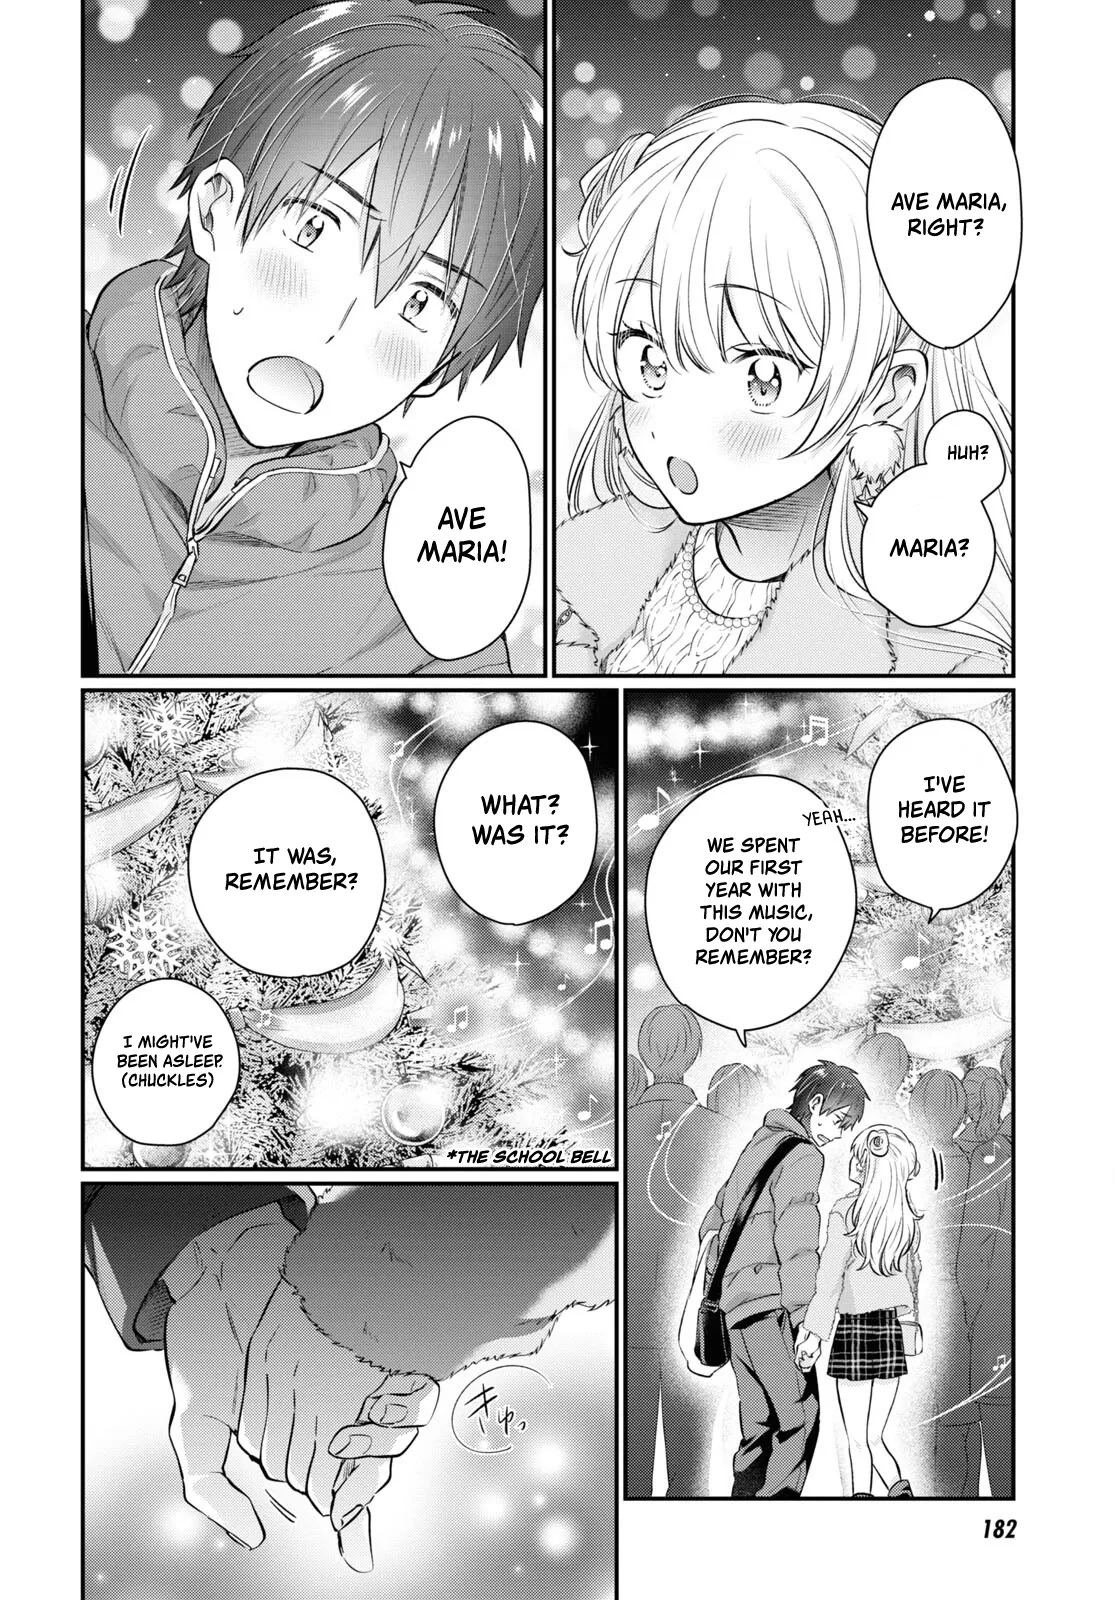 AVE MARIA,
RIGHT?
HUH?
MARIA?
AVE
MARIA!
I'VE
HEARD IT
BEFORE!
YEAH...
WE SPENT
OUR FIRST
YEAR WITH
THIS MUSIC,
DON'T YOU
REMEMBER?
WHAT?
WAS IT?
IT WAS,
REMEMBER?
I MIGHT'VE
BEEN ASLEEP.
(CHUCKLES)
*THE SCHOOL BELL
きゅっ
182